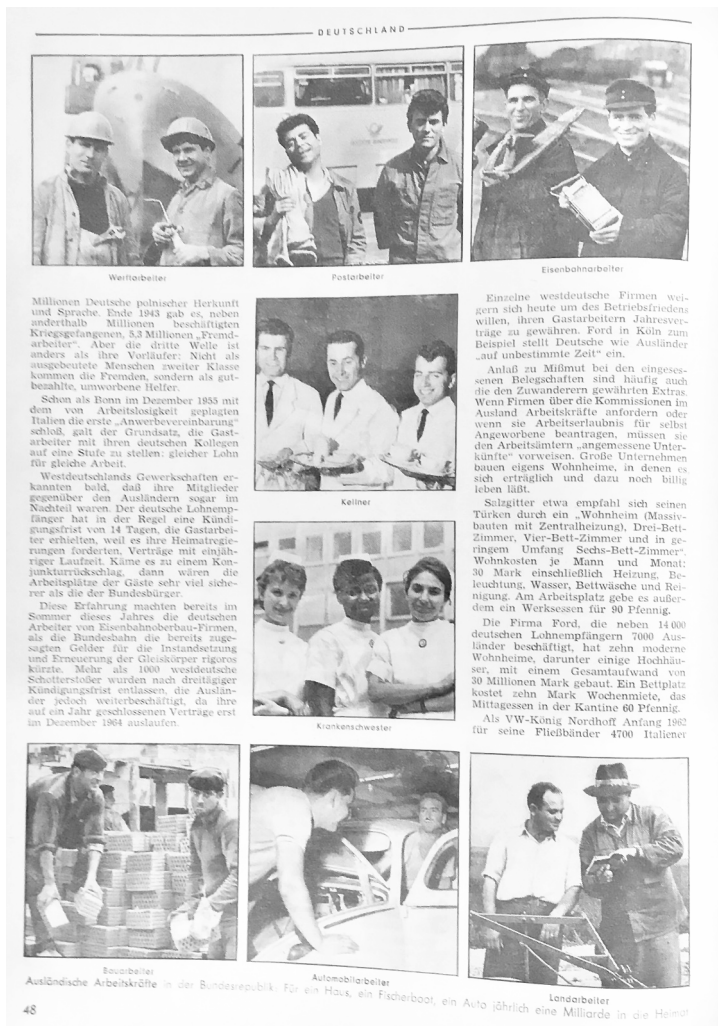 DEUTSCHLAND
Werftarbeiter
Postarbeiter
Eisenbahnarbeiter
Millionen Deutsche polnischer Herkunft
und Sprache. Ende 1943 gab es, neben
anderthalb Millionen beschäftigten
Kriegsgefangenen, 5,3 Millionen „Fremd-
arbeiter“. Aber die dritte Welle ist
anders als ihre Vorläufer: Nicht als
ausgebeutete Menschen zweiter Klasse
kommen die Fremden, sondern als gut-
bezahlte, umworbene Helfer.
Schon als Bonn im Dezember 1955 mit
dem von Arbeitslosigkeit geplagten
Italien die erste „Anwerbevereinbarung“
schloß, galt der Grundsatz, die Gast-
arbeiter mit ihren deutschen Kollegen
auf eine Stufe zu stellen: gleicher Lohn
für gleiche Arbeit.
Westdeutschlands Gewerkschaften er-
kannten bald, daß ihre Mitglieder
gegenüber den Ausländern sogar im
Nachteil waren. Der deutsche Lohnemp-
fänger hat in der Regel eine Kündi-
gungsfrist von 14 Tagen, die Gastarbei-
ter erhielten, weil es ihre Heimatregie-
rungen forderten, Verträge mit einjäh-
riger Laufzeit. Käme es zu einem Kon-
junkturrückschlag, dann wären die
Arbeitsplätze der Gäste sehr viel siche-
rer als die der Bundesbürger.
Diese Erfahrung machten bereits im
Sommer dieses Jahres die deutschen
Arbeiter von Eisenbahnoberbau-Firmen,
als die Bundesbahn die bereits zuge-
sagten Gelder für die Instandsetzung
und Erneuerung der Gleiskörper rigoros
kürzte. Mehr als 1000 westdeutsche
Schotterstoßer wurden nach dreitägiger
Kündigungsfrist entlassen, die Auslän-
der jedoch weiterbeschäftigt, da ihre
auf ein Jahr geschlossenen Verträge erst
im Dezember 1964 auslaufen.
Kellner
Krankenschwester
Einzelne westdeutsche Firmen wei-
gern sich heute um des Betriebsfriedens
willen, ihren Gastarbeitern Jahresver-
träge zu gewähren. Ford in Köln zum
Beispiel stellt Deutsche wie Ausländer
„auf unbestimmte Zeit“ ein.
Anlaß zu Mißmut bei den eingeses-
senen Belegschaften sind häufig auch
die den Zuwanderern gewährten Extras.
Wenn Firmen über die Kommissionen im
Ausland Arbeitskräfte anfordern oder
wenn sie Arbeitserlaubnis für selbst
Angeworbene beantragen, müssen sie
den Arbeitsämtern „angemessene Unter-
künfte“ vorweisen. Große Unternehmen
bauen eigens Wohnheime, in denen es
sich erträglich und dazu noch billig
leben läßt.
Salzgitter etwa empfahl sich seinen
Türken durch ein „Wohnheim (Massiv-
bauten mit Zentralheizung), Drei-Bett-
Zimmer, Vier-Bett-Zimmer und in ge-
ringem Umfang Sechs-Bett-Zimmer“.
Wohnkosten je Mann und Monat:
30 Mark einschließlich Heizung, Be-
leuchtung, Wasser, Bettwäsche und Rei-
nigung. Am Arbeitsplatz gebe es außer-
dem ein Werksessen für 90 Pfennig.
Die Firma Ford, die neben 14 000
deutschen Lohnempfängern 7000 Aus-
länder beschäftigt, hat zehn moderne
Wohnheime, darunter einige Hochhäu-
ser, mit einem Gesamtaufwand von
30 Millionen Mark gebaut. Ein Bettplatz
kostet zehn Mark Wochenmiete, das
Mittagessen in der Kantine 60 Pfennig.
Als VW-König Nordhoff Anfang 1962
für seine Fließbänder 4700 Italiener
Bauarbeiter
Automobilarbeiter
Landarbeiter
Ausländische Arbeitskräfte in der Bundesrepublik: Für ein Haus, ein Fischerboot, ein Auto jährlich eine Milliarde in die Heimat
48